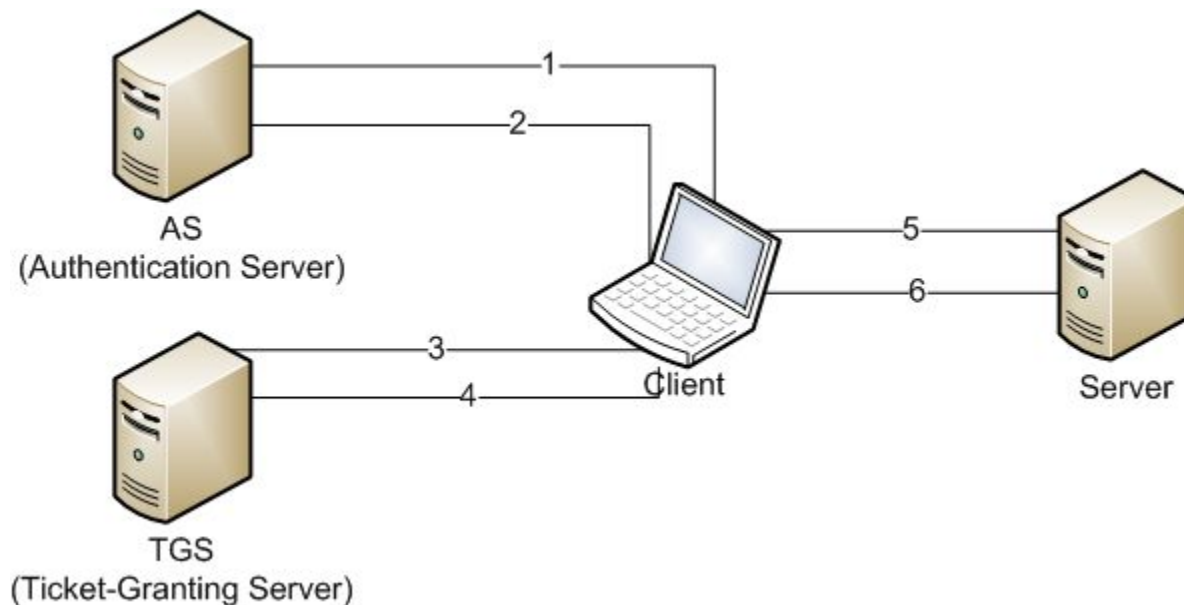 1
2
AS
(Authentication Server)
5
6
3
4
Client
Server
TGS
(Ticket-Granting Server)